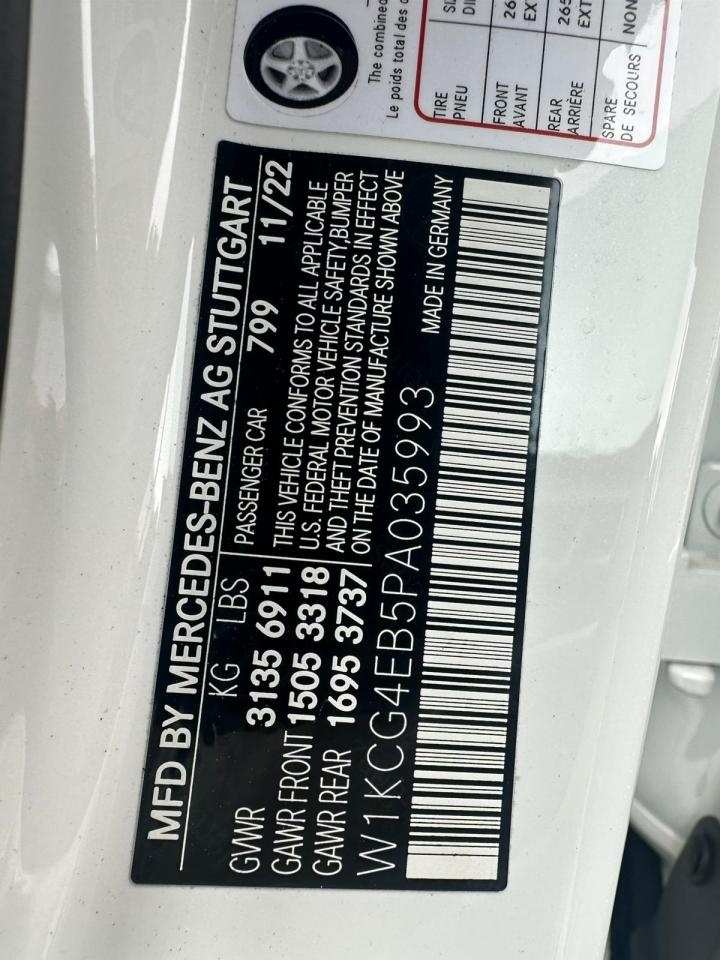 MFD BY MERCEDES-BENZ AG STUTTGART
KG LBS PASSENGER CAR 799 11/22
GVWR 3135 6911
GAWR FRONT 1505 3318
GAWR REAR 1695 3737
THIS VEHICLE CONFORMS TO ALL APPLICABLE
U.S. FEDERAL MOTOR VEHICLE SAFETY,BUMPER
AND THEFT PREVENTION STANDARDS IN EFFECT
ON THE DATE OF MANUFACTURE SHOWN ABOVE
W1KCG4EB5PA035993 MADE IN GERMANY
The combined
Le poids total des
TIRE
PNEU
FRONT
AVANT
REAR
ARRIÈRE
SPARE
DE SECOURS